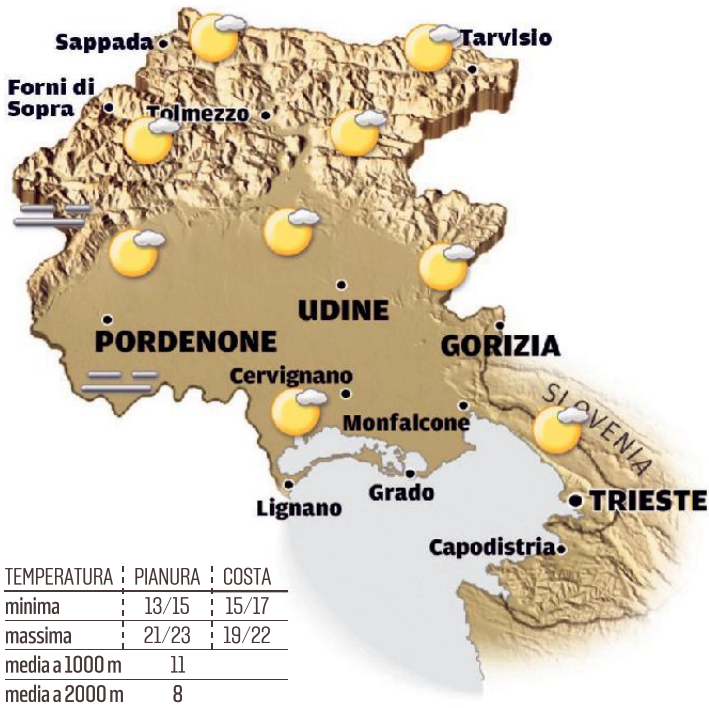 Sappada
Tarvisio
Forni di
Sopra
Tolmezzo
UDINE
PORDENONE
GORIZIA
Cervignano
SLOVENIA
Monfalcone
Grado
TRIESTE
Lignano
Capodistria
TEMPERATURA PIANURA COSTA
minima 13/15 15/17
massima 21/23 19/22
media a 1000 m 11
media a 2000 m 8